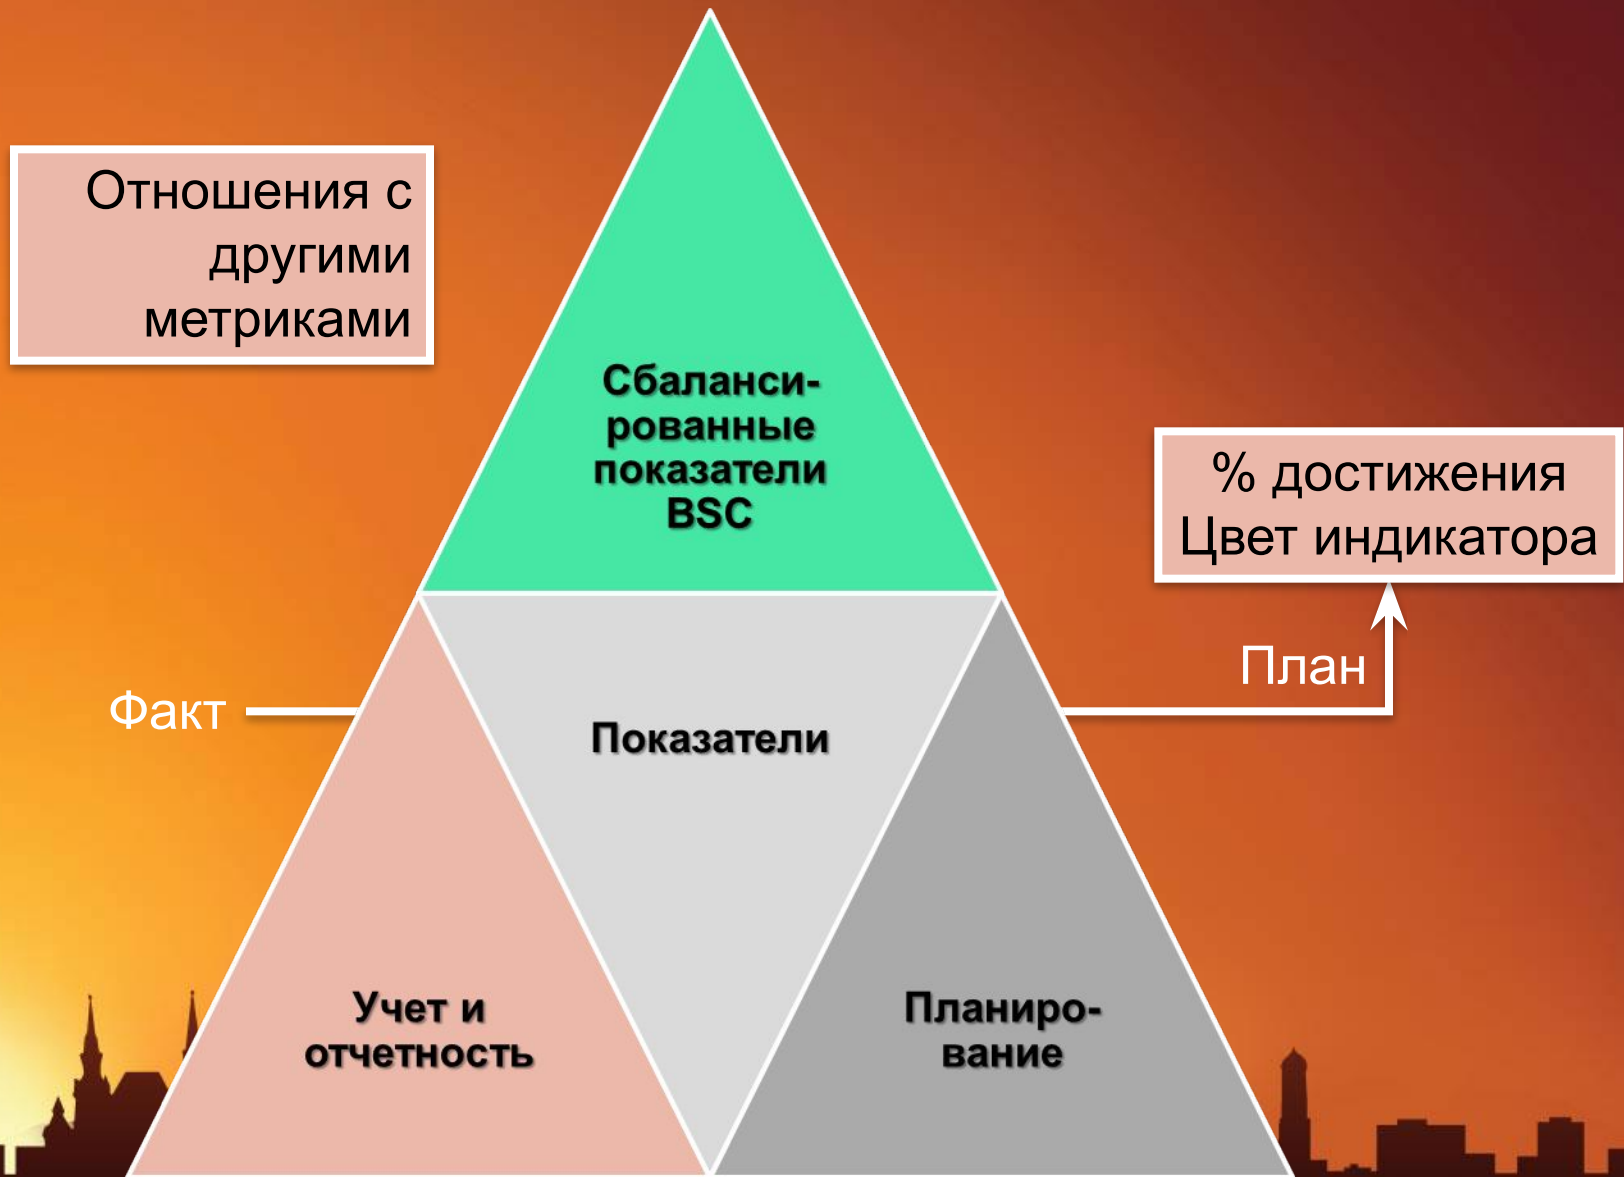 Отношения с
другими
метриками
Сбаланси-
рованные
показатели
BSC
% достижения
Цвет индикатора
План
Факт
Показатели
Учет и
отчетность
Планиро-
вание